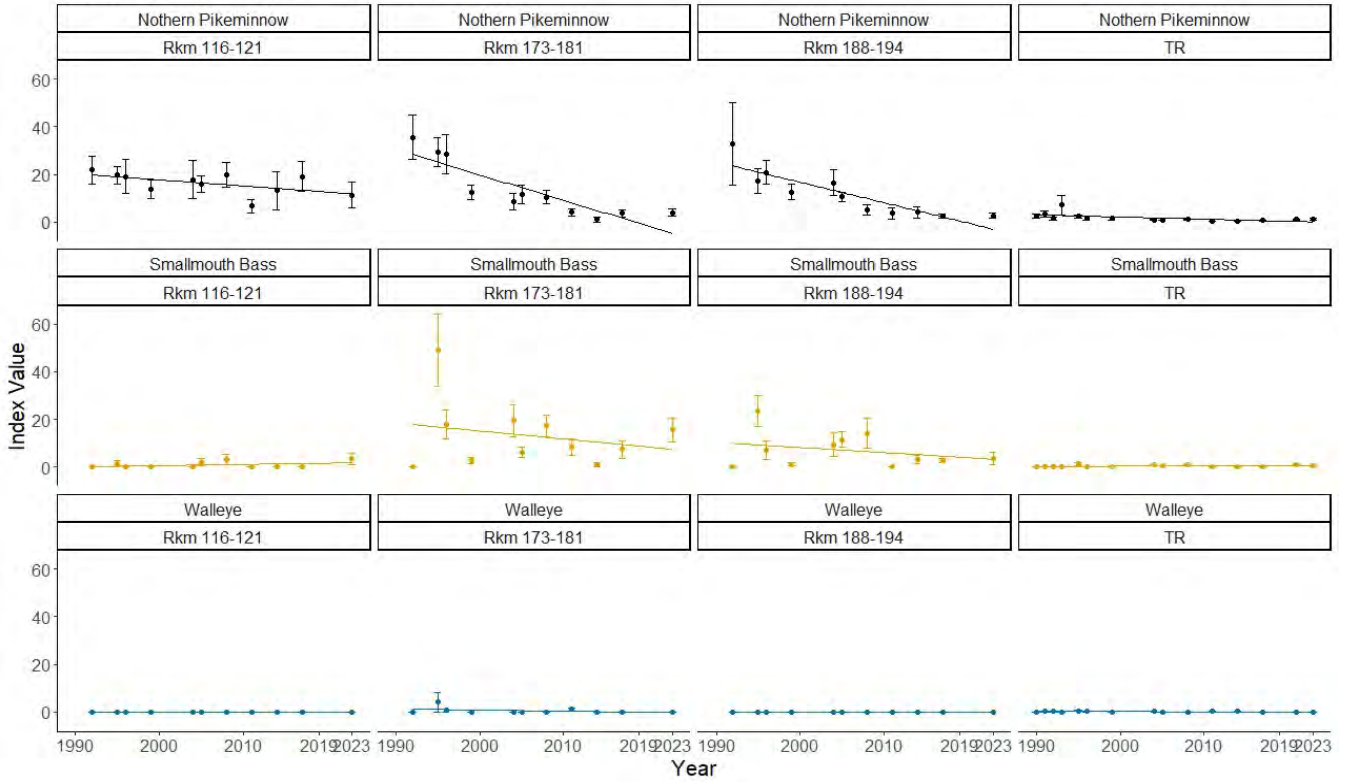 Nothern Pikeminnow Nothern Pikeminnow Nothern Pikeminnow Nothern Pikeminnow
Rkm 116-121 Rkm 173-181 Rkm 188-194 TR
60
40
20
0
Smallmouth Bass Smallmouth Bass Smallmouth Bass Smallmouth Bass
Rkm 116-121 Rkm 173-181 Rkm 188-194 TR
60
40
20
0
Index Value
Walleye Walleye Walleye Walleye
Rkm 116-121 Rkm 173-181 Rkm 188-194 TR
60
40
20
0
1990 2000 2010 2019 2023 1990 2000 2010 2019 2023 1990 2000 2010 2019 2023 1990 2000 2010 2019 2023
Year